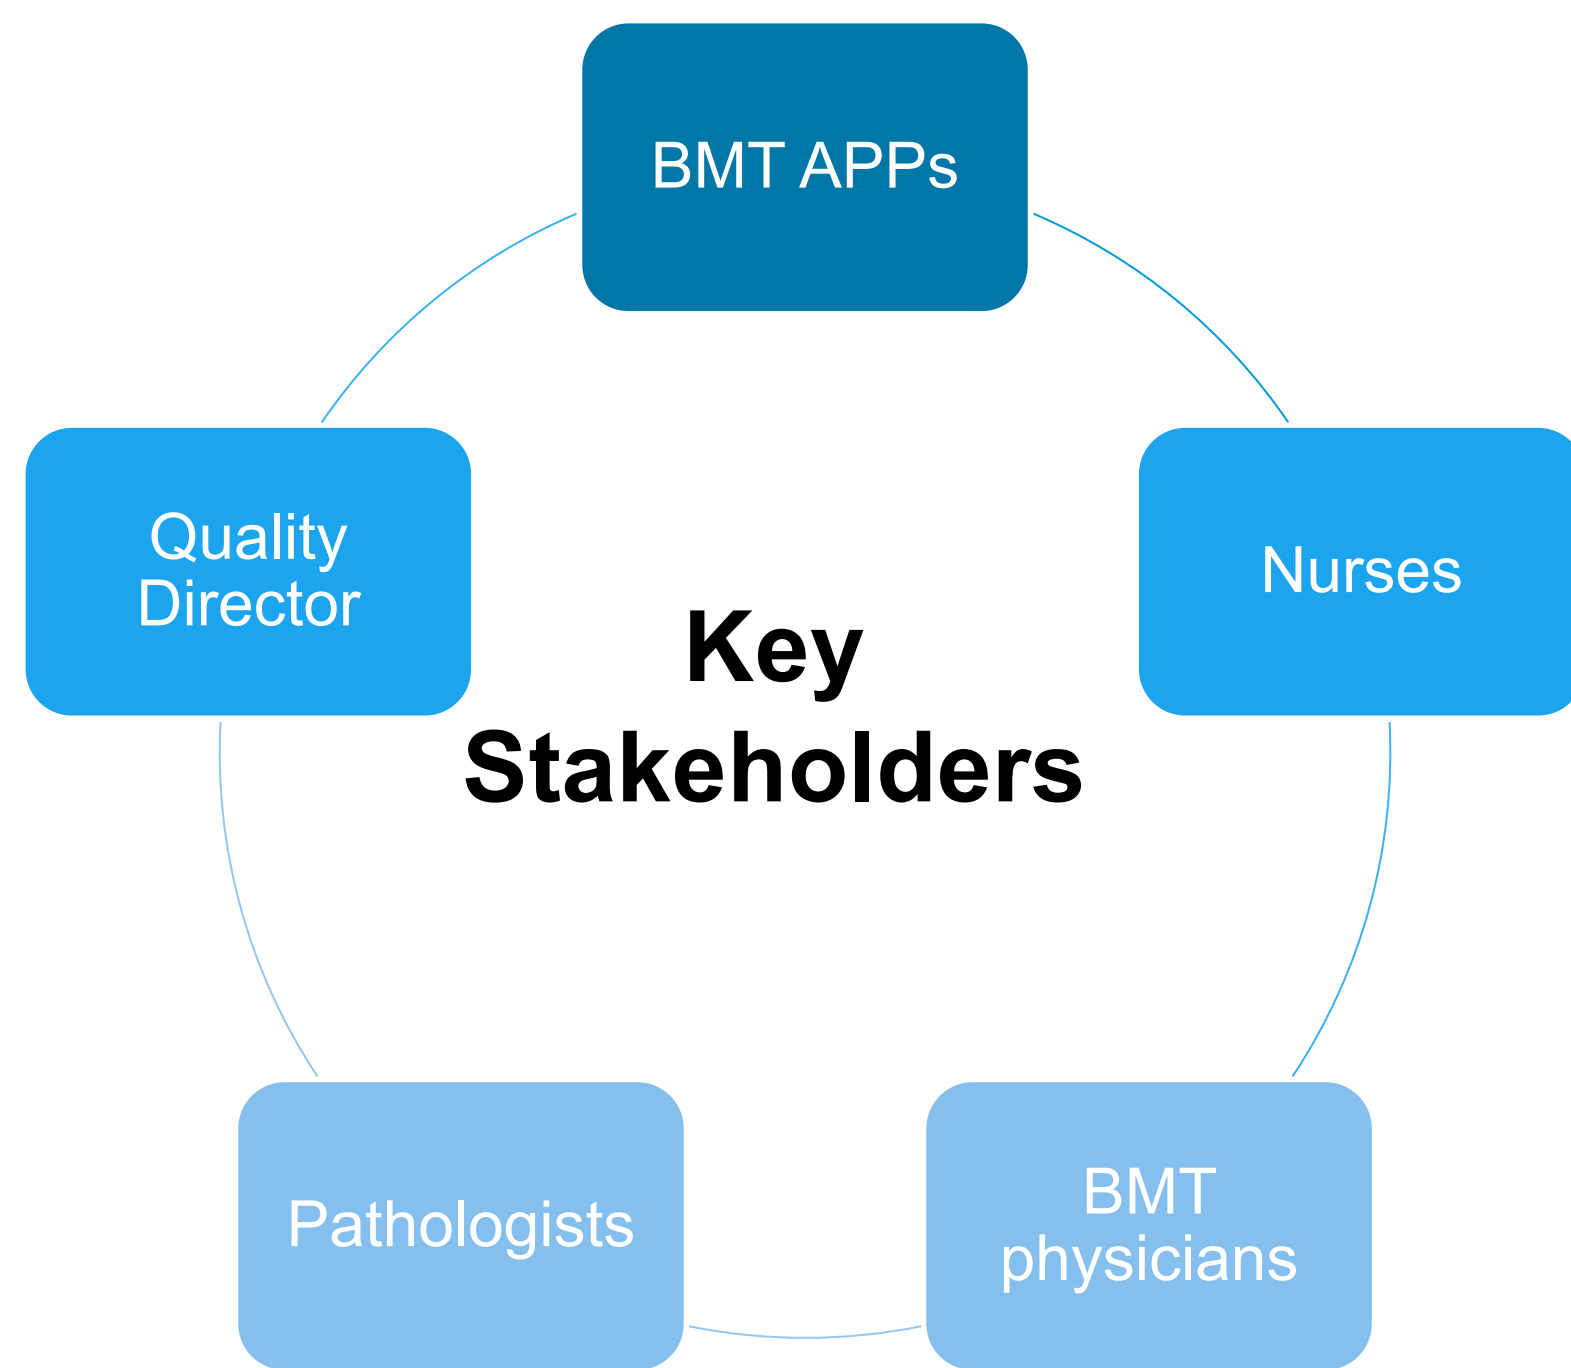 BMT APPs
Quality
Director
Nurses
Key
Stakeholders
Pathologists
BMT
physicians